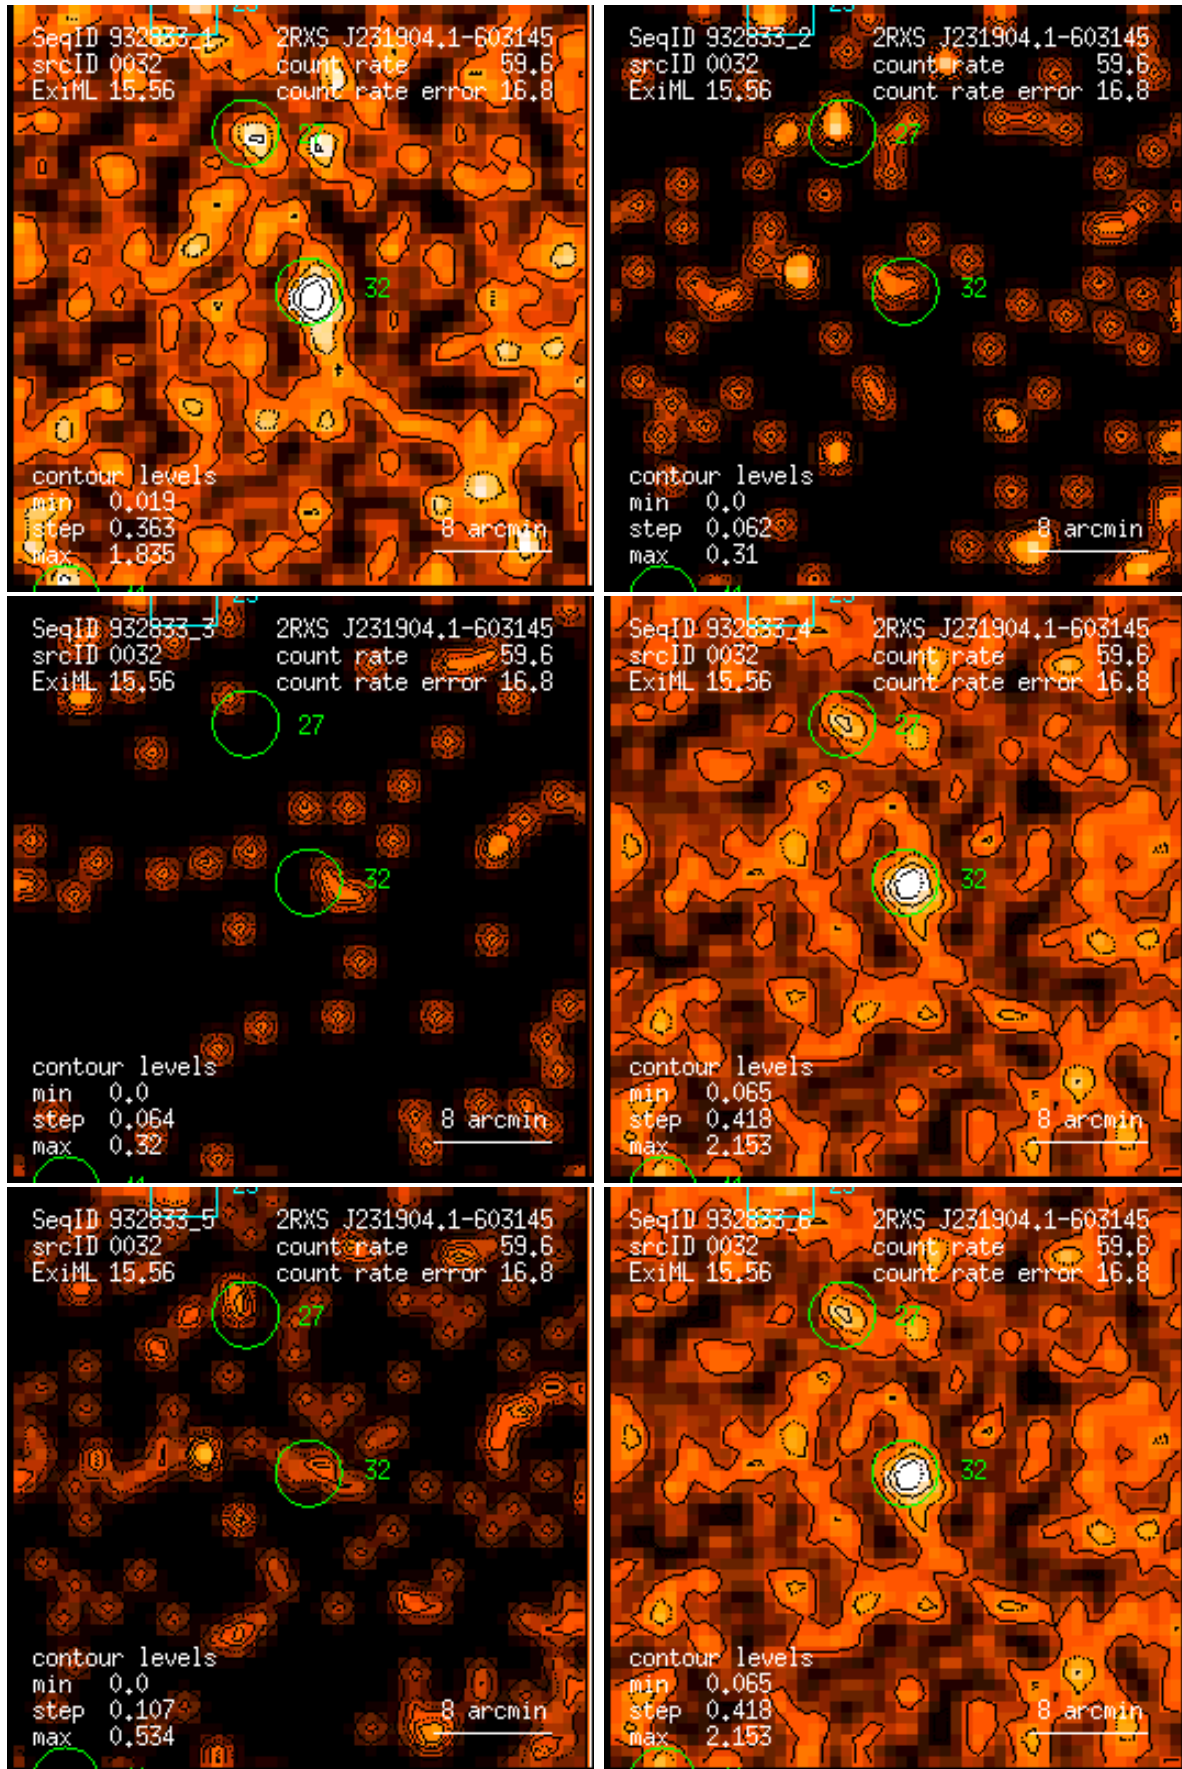 23
SeqID 932833_1 2RXS J231904.1-603145
srcID 0032 count rate 59.6
ExiML 15.56 count rate error 16.8
27
32
contour levels
min 0.019
step 0.363 8 arcmin
max 1.835
23
SeqID 932833_2 2RXS J231904.1-603145
srcID 0032 count rate 59.6
ExiML 15.56 count rate error 16.8
27
32
contour levels
min 0.0
step 0.062 8 arcmin
max 0.31
23
SeqID 932833_3 2RXS J231904.1-603145
srcID 0032 count rate 59.6
ExiML 15.56 count rate error 16.8
27
32
contour levels
min 0.0
step 0.064 8 arcmin
max 0.32
23
SeqID 932833_4 2RXS J231904.1-603145
srcID 0032 count rate 59.6
ExiML 15.56 count rate error 16.8
27
32
contour levels
min 0.065
step 0.418 8 arcmin
max 2.153
23
SeqID 932833_5 2RXS J231904.1-603145
srcID 0032 count rate 59.6
ExiML 15.56 count rate error 16.8
27
32
contour levels
min 0.0
step 0.107 8 arcmin
max 0.534
23
SeqID 932833_6 2RXS J231904.1-603145
srcID 0032 count rate 59.6
ExiML 15.56 count rate error 16.8
27
32
contour levels
min 0.065
step 0.418 8 arcmin
max 2.153